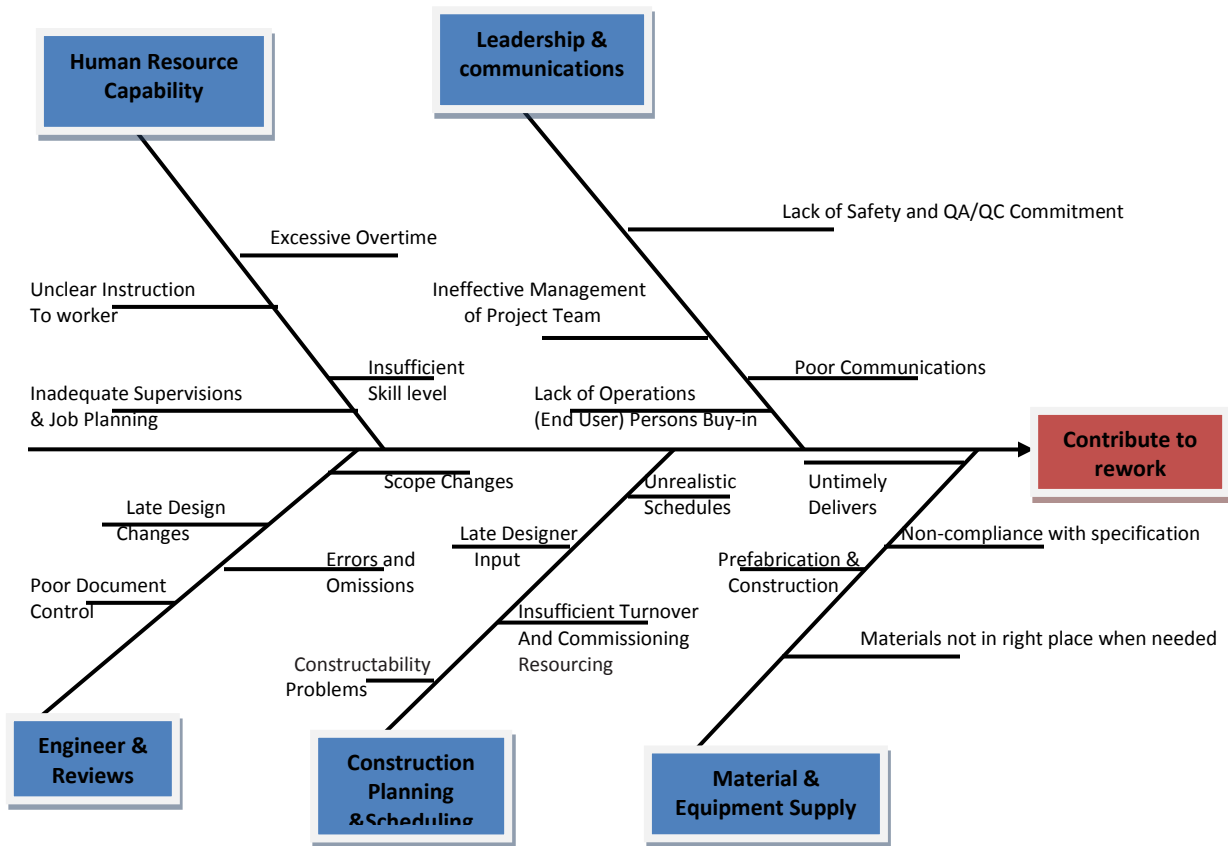 Human Resource
Capability
Leadership &
communications
Lack of Safety and QA/QC Commitment
Excessive Overtime
Unclear Instruction
To worker
Ineffective Management
of Project Team
Insufficient
Skill level
Poor Communications
Inadequate Supervisions
& Job Planning
Lack of Operations
(End User) Persons Buy-in
Contribute to
rework
Scope Changes
Unrealistic
Schedules
Untimely
Delivers
Late Design
Changes
Late Designer
Input
Non-compliance with specification
Errors and
Omissions
Prefabrication &
Construction
Poor Document
Control
Insufficient Turnover
And Commissioning
Resourcing
Materials not in right place when needed
Constructability
Problems
Engineer &
Reviews
Construction
Planning
&Scheduling
Material &
Equipment Supply